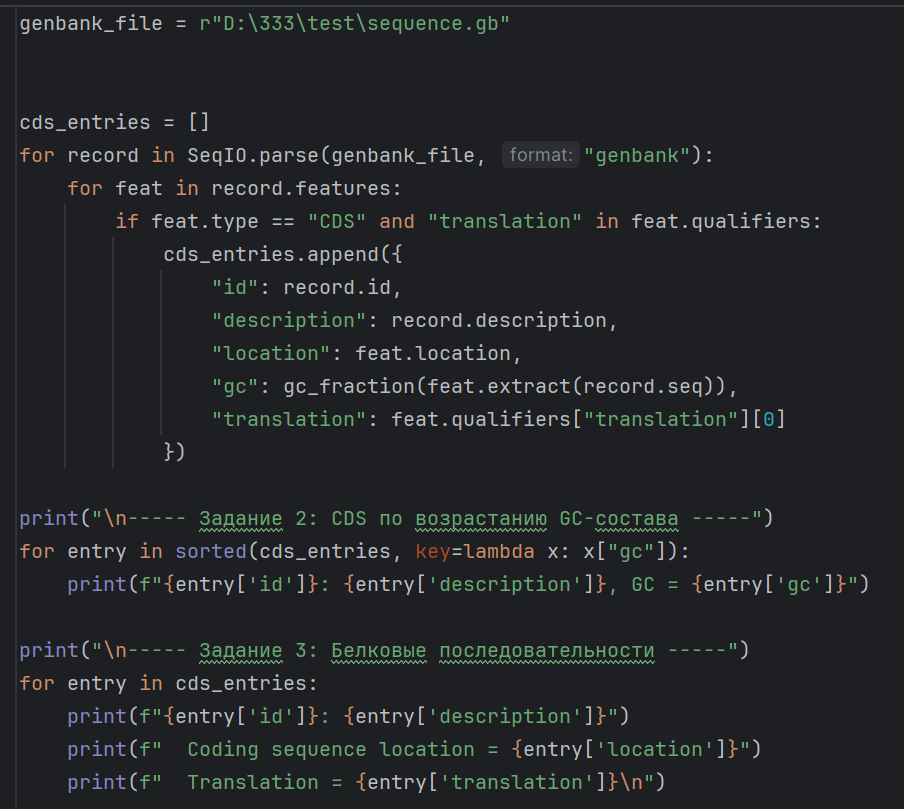 genbank_file = r"D:\333\test\sequence.gb"
cds_entries = []
for record in SeqIO.parse(genbank_file, format: "genbank"):
    for feat in record.features:
        if feat.type == "CDS" and "translation" in feat.qualifiers:
            cds_entries.append({
                "id": record.id,
                "description": record.description,
                "location": feat.location,
                "gc": gc_fraction(feat.extract(record.seq)),
                "translation": feat.qualifiers["translation"][0]
            })
print("\n----- Задание 2: CDS по возрастанию GC-состава -----")
for entry in sorted(cds_entries, key=lambda x: x["gc"]):
    print(f"{entry['id']}: {entry['description']}, GC = {entry['gc']}")
print("\n----- Задание 3: Белковые последовательности -----")
for entry in cds_entries:
    print(f"{entry['id']}: {entry['description']}")
    print(f"  Coding sequence location = {entry['location']}")
    print(f"  Translation = {entry['translation']}\n")